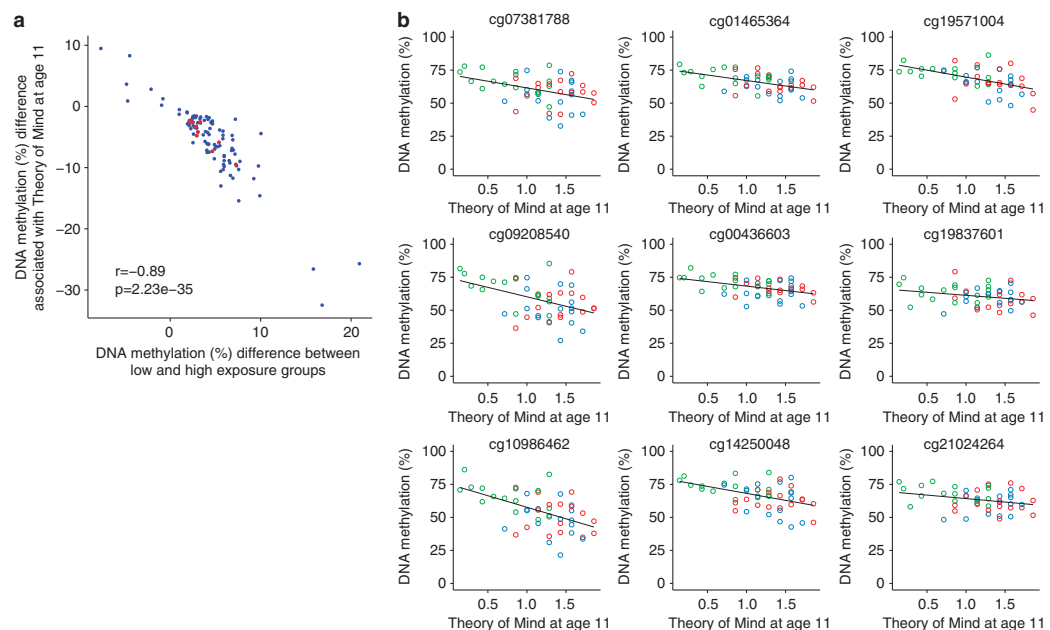 a
10
0
−10
−20
−30
DNA methylation (%) difference
associated with Theory of Mind at age 11
r=−0.89
p=2.23e−35
0
10
20
DNA methylation (%) difference between
low and high exposure groups
b
cg07381788
100
75
50
25
0
DNA methylation (%)
0.5
1.0
1.5
Theory of Mind at age 11
cg01465364
100
75
50
25
0
DNA methylation (%)
0.5
1.0
1.5
Theory of Mind at age 11
cg19571004
100
75
50
25
0
DNA methylation (%)
0.5
1.0
1.5
Theory of Mind at age 11
cg09208540
100
75
50
25
0
DNA methylation (%)
0.5
1.0
1.5
Theory of Mind at age 11
cg00436603
100
75
50
25
0
DNA methylation (%)
0.5
1.0
1.5
Theory of Mind at age 11
cg19837601
100
75
50
25
0
DNA methylation (%)
0.5
1.0
1.5
Theory of Mind at age 11
cg10986462
100
75
50
25
0
DNA methylation (%)
0.5
1.0
1.5
Theory of Mind at age 11
cg14250048
100
75
50
25
0
DNA methylation (%)
0.5
1.0
1.5
Theory of Mind at age 11
cg21024264
100
75
50
25
0
DNA methylation (%)
0.5
1.0
1.5
Theory of Mind at age 11